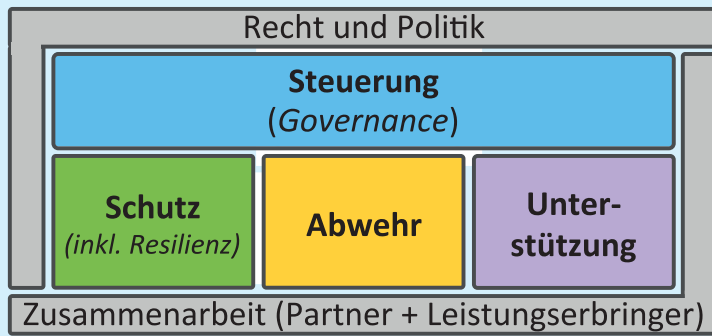 Recht und Politik
Steuerung
(Governance)
Schutz
(inkl. Resilienz)
Abwehr
Unter-
stützung
Zusammenarbeit (Partner + Leistungserbringer)